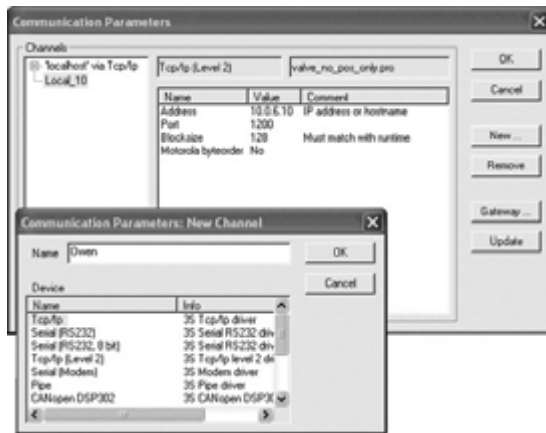 Communication Parameters
Channels
'localhost' via Tcp/Ip
Local_10
Tcp/Ip (Level 2)
valve_no_pos_only.pro
Name Value Comment
Address 10.0.6.10 IP address or hostname
Port 1200
Blocksize 128 Must match with runtime
Motorola byteorder No
OK
Cancel
New ...
Remove
Gateway ...
Update
Communication Parameters: New Channel
Name Owen
OK
Cancel
Device
Name Info
Tcp/Ip 3S Tcp/Ip driver
Serial (RS232) 3S Serial RS232 driv
Serial (RS232, 8 bit) 3S Serial RS232 driv
Tcp/Ip (Level 2) 3S Tcp/Ip level 2 dri
Serial (Modem) 3S Modem driver
Pipe 3S Pipe driver
CANopen DSP302 3S CANopen DSP30